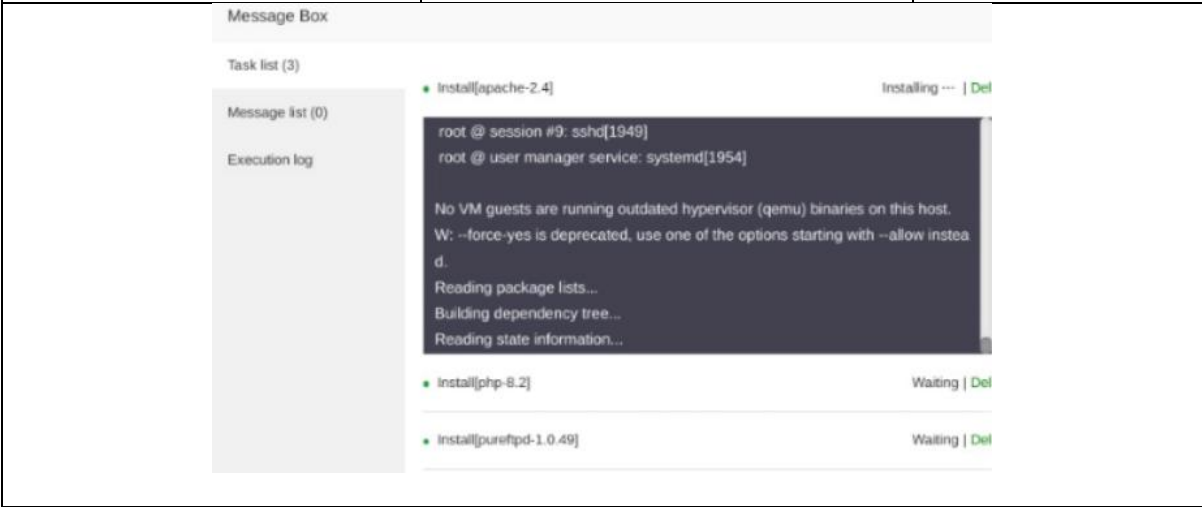 Message Box
Task list (3)
Message list (0)
Execution log
Install[apache-2.4] Installing --- | Del
root @ session #9: sshd[1949]
root @ user manager service: systemd[1954]
No VM guests are running outdated hypervisor (qemu) binaries on this host.
W: --force-yes is deprecated, use one of the options starting with --allow instea
d.
Reading package lists...
Building dependency tree...
Reading state information...
Install[php-8.2] Waiting | Del
Install[pureftpd-1.0.49] Waiting | Del